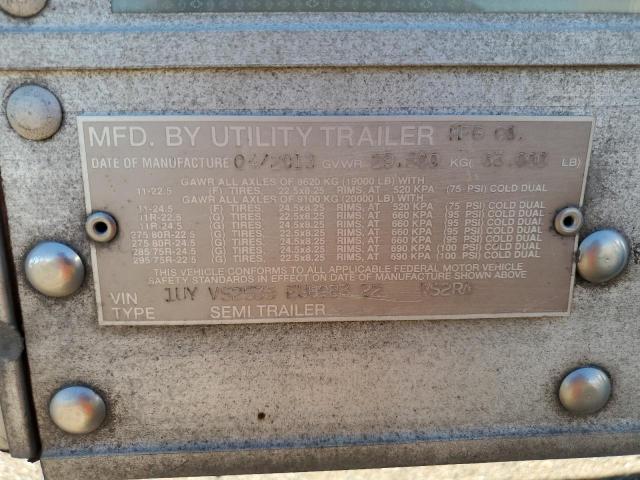 MFD. BY UTILITY TRAILER MFG CO.
DATE OF MANUFACTURE 04/2013 GVWR KG( LB)
GAWR ALL AXLES OF 8620 KG (19000 LB) WITH
11-22.5 (F) TIRES. 22.5x8.25 RIMS, AT 520 KPA (75 PSI) COLD DUAL
GAWR ALL AXLES OF 9100 KG (20000 LB) WITH
11-24.5 (F) TIRES. 24.5x8.25 RIMS, AT 520 KPA (75 PSI) COLD DUAL
11R-22.5 (G) TIRES. 22.5x8.25 RIMS, AT 660 KPA (95 PSI) COLD DUAL
11R-24.5 (G) TIRES. 24.5x8.25 RIMS, AT 660 KPA (95 PSI) COLD DUAL
275 80R-22.5 (G) TIRES. 22.5x8.25 RIMS, AT 660 KPA (95 PSI) COLD DUAL
275 80R-24.5 (G) TIRES. 24.5x8.25 RIMS, AT 660 KPA (95 PSI) COLD DUAL
285 75R-24.5 (G) TIRES. 24.5x8.25 RIMS, AT 690 KPA (100 PSI) COLD DUAL
295 75R-22.5 (G) TIRES. 22.5x8.25 RIMS, AT 690 KPA (100 PSI) COLD DUAL
THIS VEHICLE CONFORMS TO ALL APPLICABLE FEDERAL MOTOR VEHICLE
SAFETY STANDARDS IN EFFECT ON DATE OF MANUFACTURE SHOWN ABOVE
VIN 1UY VS2RA
TYPE SEMI TRAILER